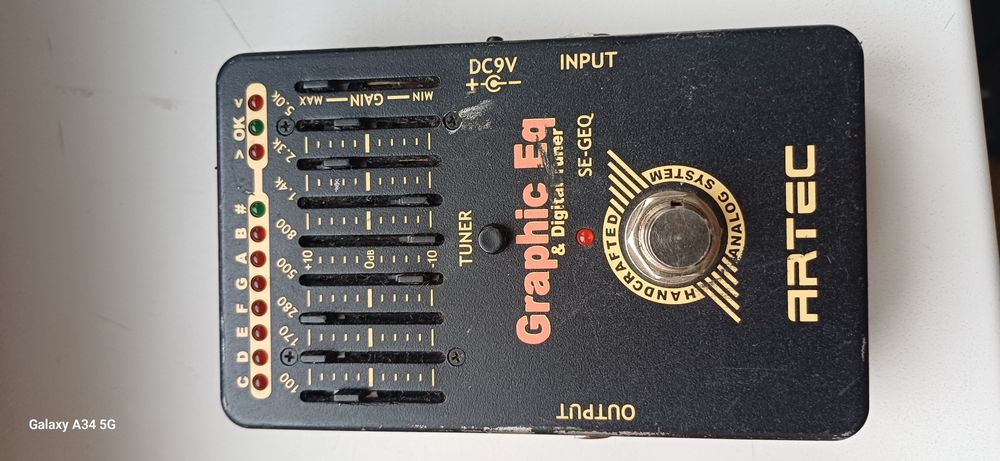 C D E F G A B # > OK <
100 170 280 500 800 1.4k 2.3k 5.0k
MAX
GAIN
MIN
+10
0dB
-10
TUNER
DC9V
+ -
Graphic Eq
& Digital Tuner
SE-GEQ
INPUT
OUTPUT
HANDCRAFTED
ANALOG SYSTEM
ARTEC
Galaxy A34 5G